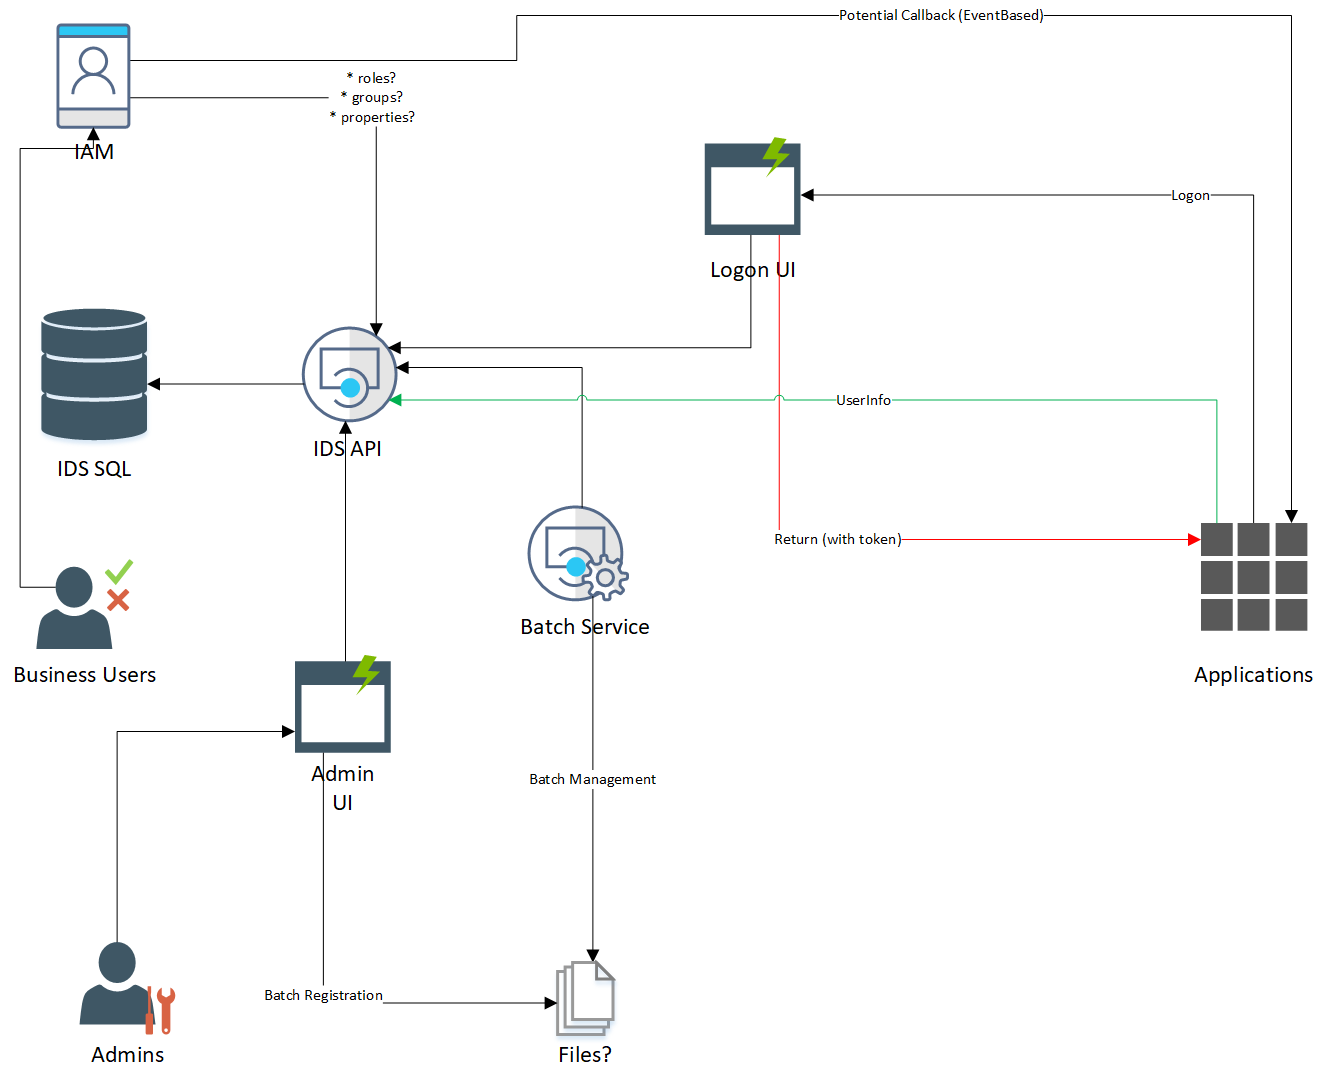 Potential Callback (EventBased)
* roles?
* groups?
* properties?
IAM
Logon
Logon UI
UserInfo
IDS API
IDS SQL
Return (with token)
Batch Service
Business Users
Applications
Admin
UI
Batch Management
Batch Registration
Admins
Files?